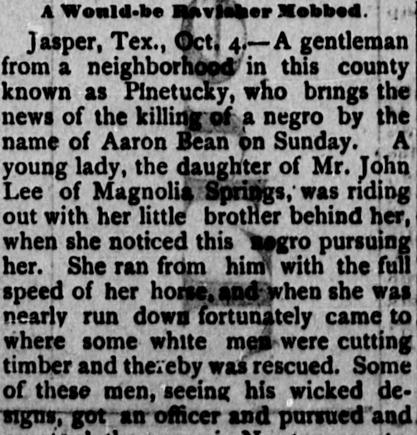 A Would-be Ravisher Mobbed.
Jasper, Tex., Oct. 4.—A gentleman
from a neighborhood in this county
known as Pinetucky, who brings the
news of the killing of a negro by the
name of Aaron Bean on Sunday. A
young lady, the daughter of Mr. John
Lee of Magnolia Springs, was riding
out with her little brother behind her,
when she noticed this negro pursuing
her. She ran from him with the full
speed of her horse, and when she was
nearly run down fortunately came to
where some white men were cutting
timber and thereby was rescued. Some
of these men, seeing his wicked de-
signs, got an officer and pursued and